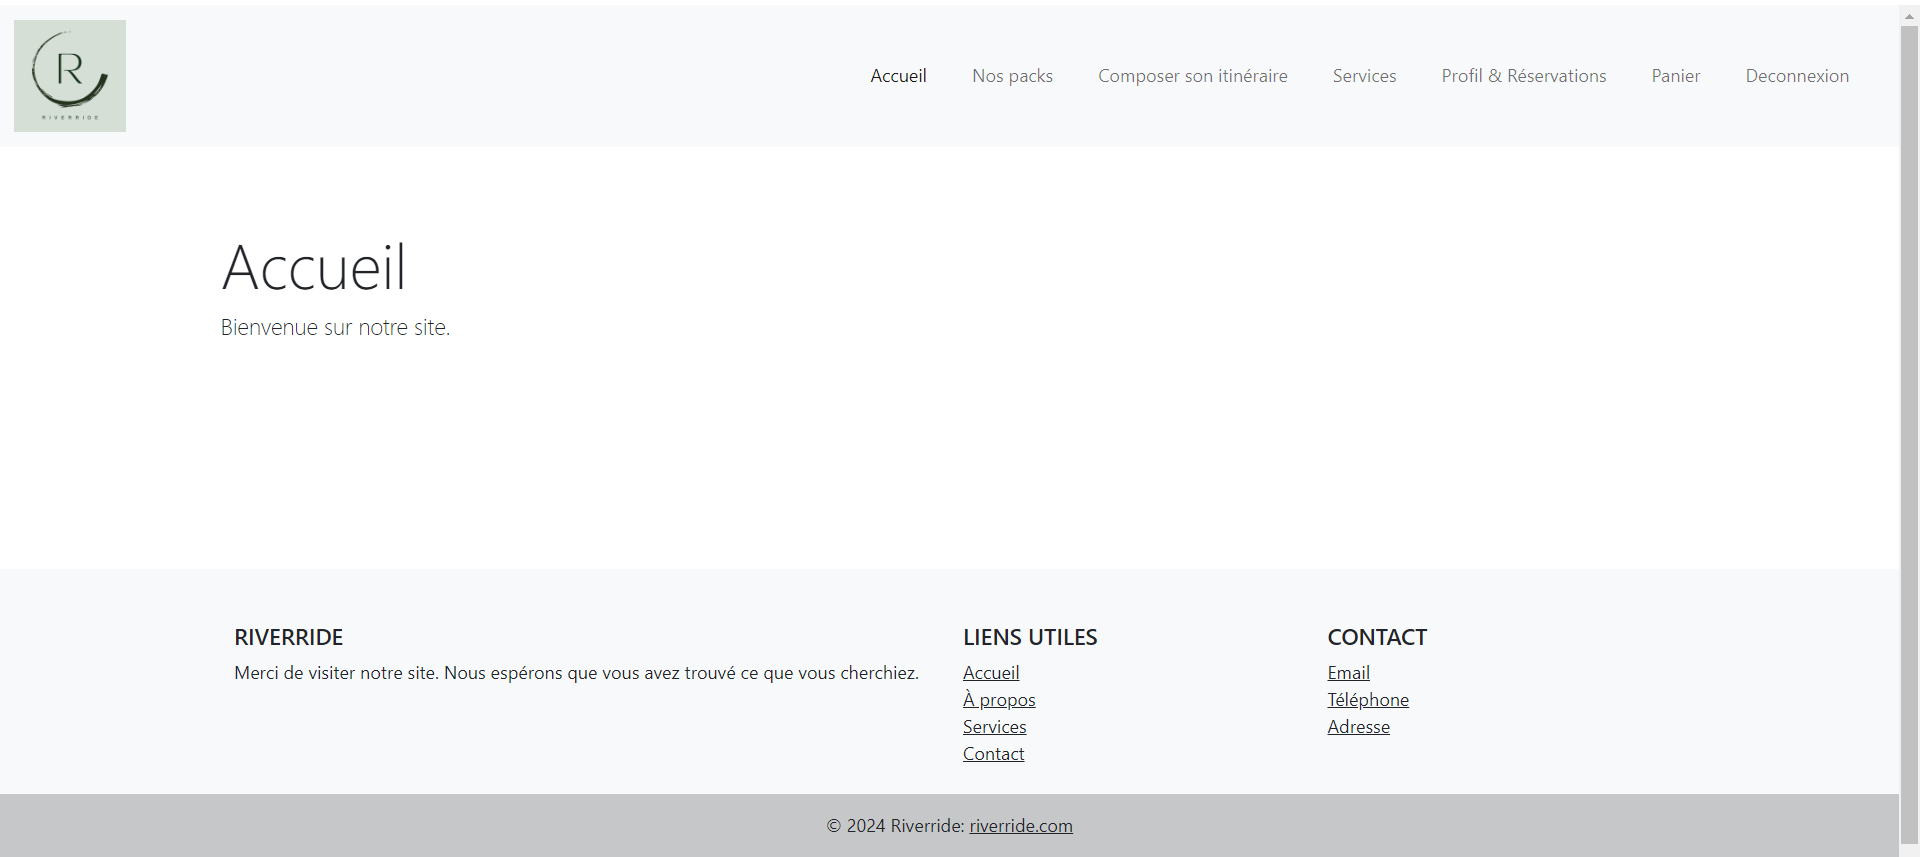 R
RIVERRIDE
Accueil Nos packs Composer son itinéraire Services Profil & Réservations Panier Deconnexion
Accueil
Bienvenue sur notre site.
RIVERRIDE
Merci de visiter notre site. Nous espérons que vous avez trouvé ce que vous cherchiez.
LIENS UTILES
Accueil
À propos
Services
Contact
CONTACT
Email
Téléphone
Adresse
© 2024 Riverride: riverride.com